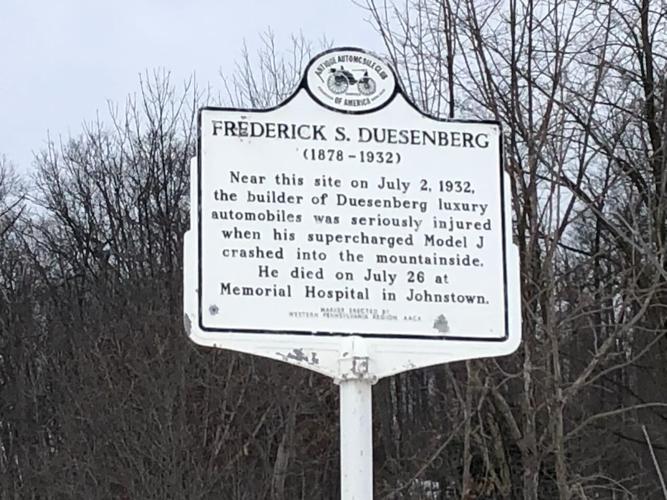 ANTIQUE AUTOMOBILE CLUB
OF AMERICA
FREDERICK S. DUESENBERG
(1878-1932)
Near this site on July 2, 1932,
the builder of Duesenberg luxury
automobiles was seriously injured
when his supercharged Model J
crashed into the mountainside.
He died on July 26 at
Memorial Hospital in Johnstown.
MARKER ERECTED BY
WESTERN PENNSYLVANIA REGION AACA